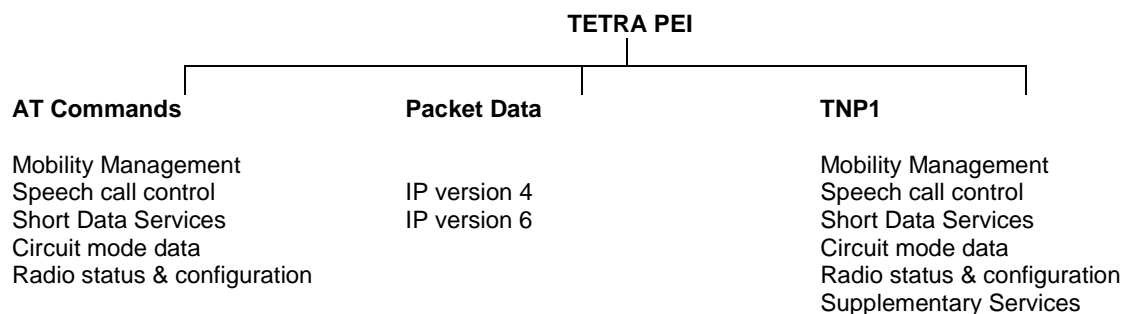 TETRA PEI
AT Commands
Mobility Management
Speech call control
Short Data Services
Circuit mode data
Radio status & configuration
Packet Data
IP version 4
IP version 6
TNP1
Mobility Management
Speech call control
Short Data Services
Circuit mode data
Radio status & configuration
Supplementary Services